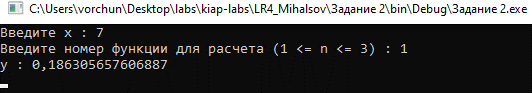 C:\Users\vorchun\Desktop\labs\kiap-labs\LR4_Mihalsov\Задание 2\bin\Debug\Задание 2.exe
Введите x : 7
Введите номер функции для расчета (1 <= n <= 3) : 1
y : 0,186305657606887